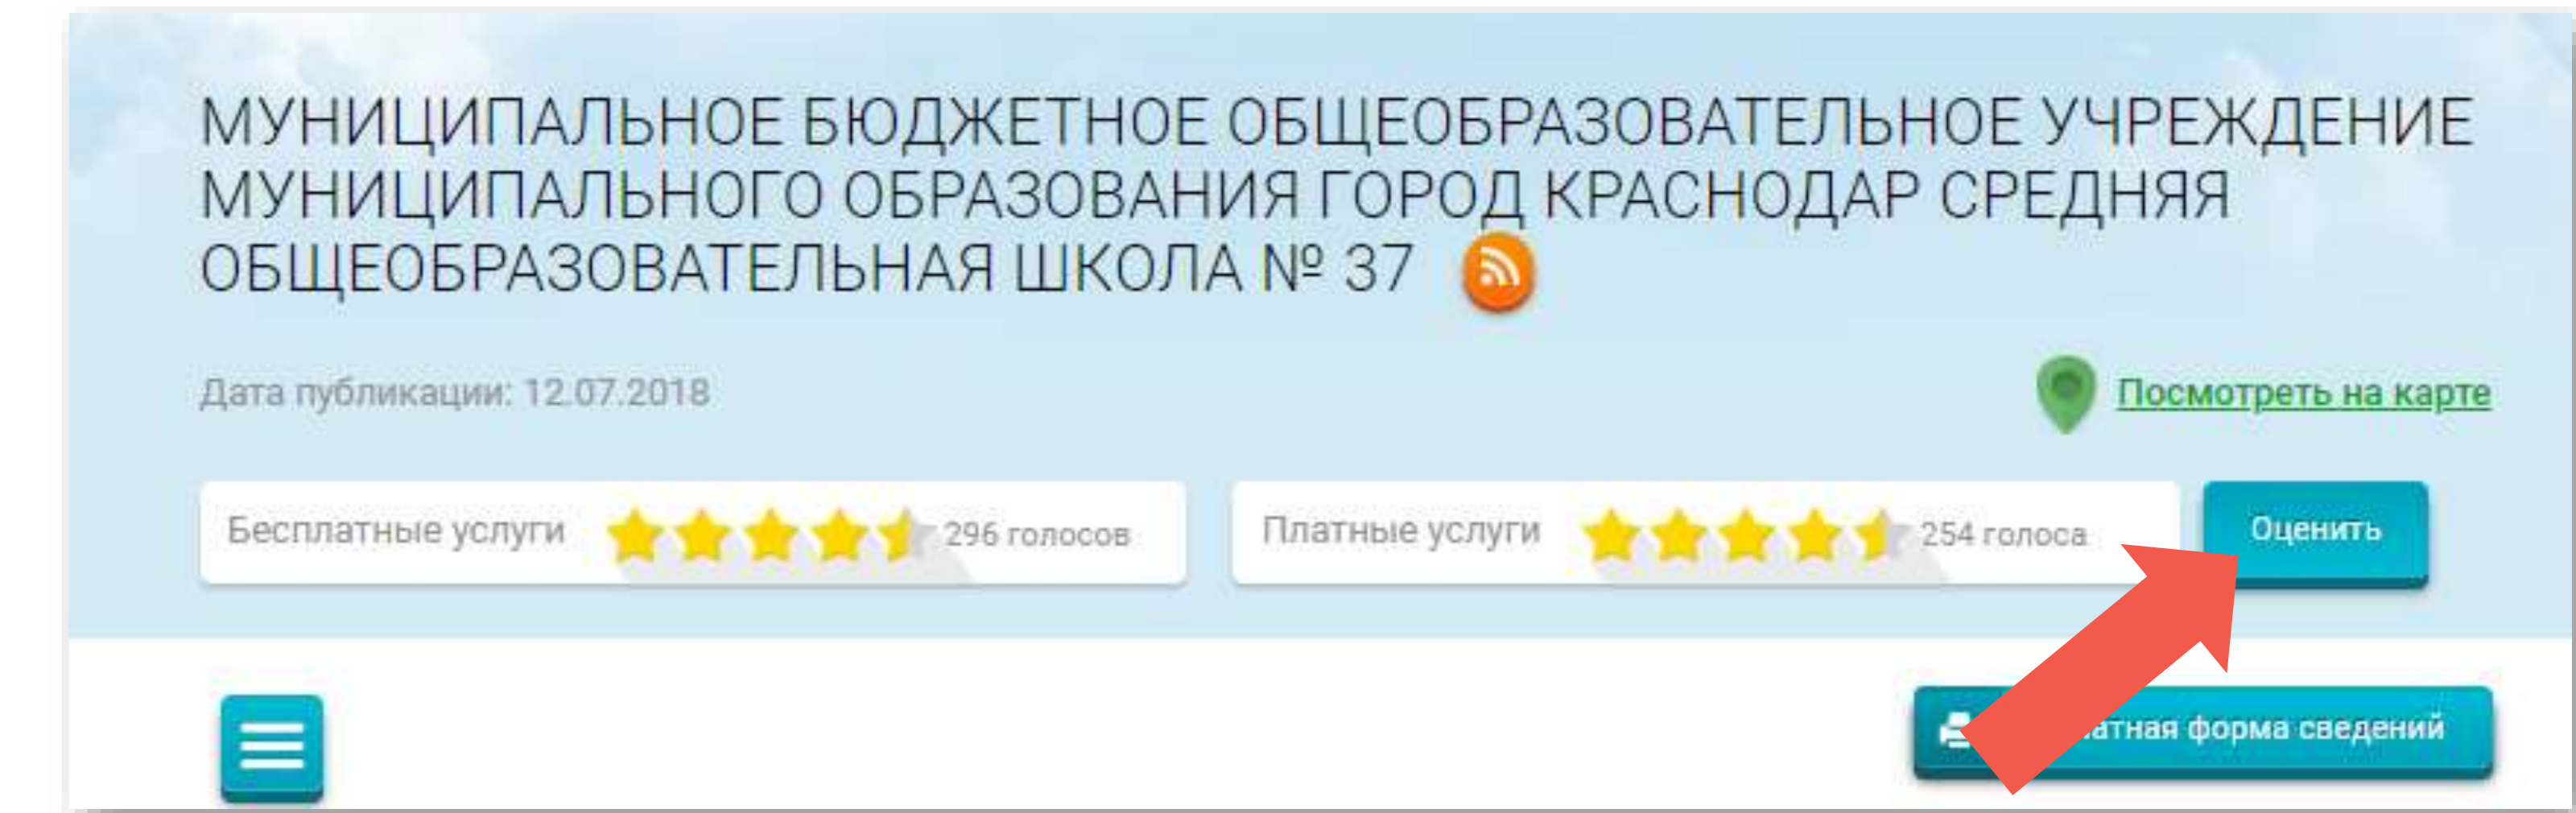 МУНИЦИПАЛЬНОЕ БЮДЖЕТНОЕ ОБЩЕОБРАЗОВАТЕЛЬНОЕ УЧРЕЖДЕНИЕ
МУНИЦИПАЛЬНОГО ОБРАЗОВАНИЯ ГОРОД КРАСНОДАР СРЕДНЯЯ
ОБЩЕОБРАЗОВАТЕЛЬНАЯ ШКОЛА № 37
Дата публикации: 12.07.2018
Посмотреть на карте
Бесплатные услуги 296 голосов
Платные услуги 254 голоса
Оценить
форма сведений